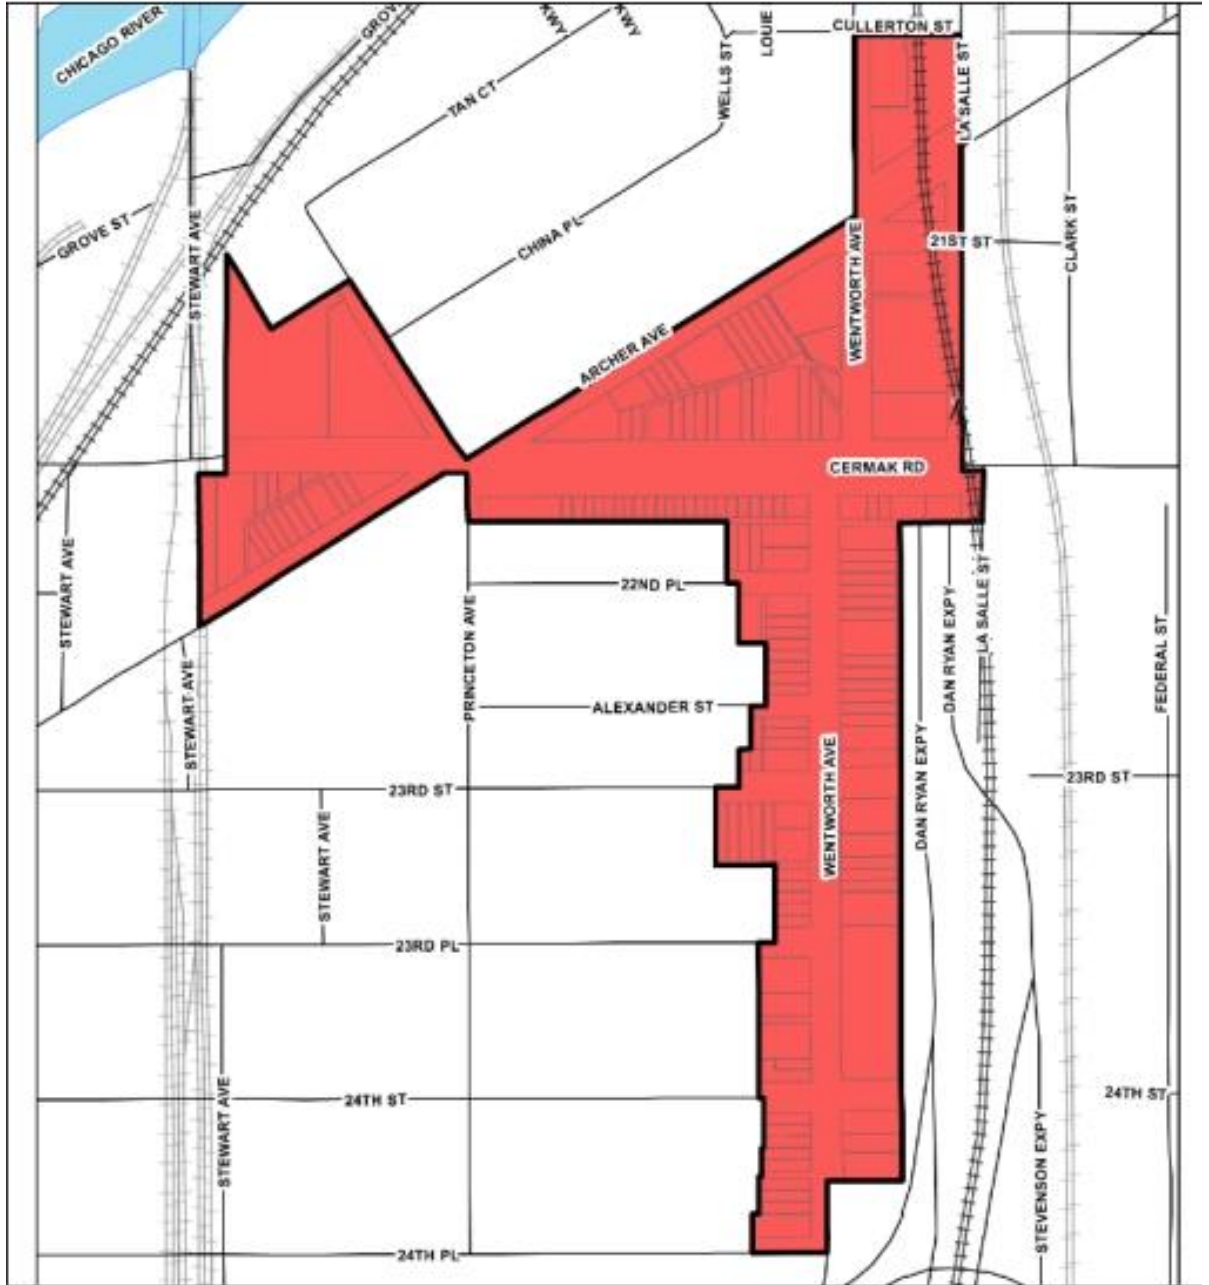 GROV
KWY
KWY
LOUIE
CULLERTON ST
CHICAGO RIVER
WELLS ST
LA SALLE ST
TAN CT
GROVE ST
STEWART AVE
CHINA PL
CLARK ST
21ST ST
WENTWORTH AVE
ARCHER AVE
CERMAK RD
STEWART AVE
22ND PL
PRINCETON AVE
LA SALLE ST
DAN RYAN EXPY
FEDERAL ST
STEWART AVE
ALEXANDER ST
23RD ST
23RD ST
WENTWORTH AVE
DAN RYAN EXPY
STEWART AVE
23RD PL
24TH ST
24TH ST
STEWART AVE
STEVENSON EXPY
24TH PL